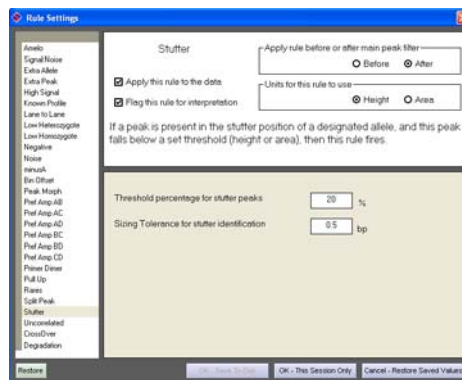 Rule Settings
Amelo
Signal Noise
Extra Allele
Extra Peak
High Signal
Known Profile
Lane to Lane
Low Heterozygote
Low Homozygote
Negative
Noise
minusA
Bin Offset
Peak Morph
Pref Amp AB
Pref Amp AC
Pref Amp AD
Pref Amp BC
Pref Amp BD
Pref Amp CD
Primer Dimer
Pull Up
Rares
Split Peak
Stutter
Uncorrelated
CrossOver
Degradation
Stutter
Apply this rule to the data
Flag this rule for interpretation
Apply rule before or after main peak filter
Before After
Units for this rule to use
Height Area
If a peak is present in the stutter position of a designated allele, and this peak
falls below a set threshold (height or area), then this rule fires.
Threshold percentage for stutter peaks 20 %
Sizing Tolerance for stutter identification 0.5 bp
Restore OK - Save To Disk OK - This Session Only Cancel - Restore Saved Values